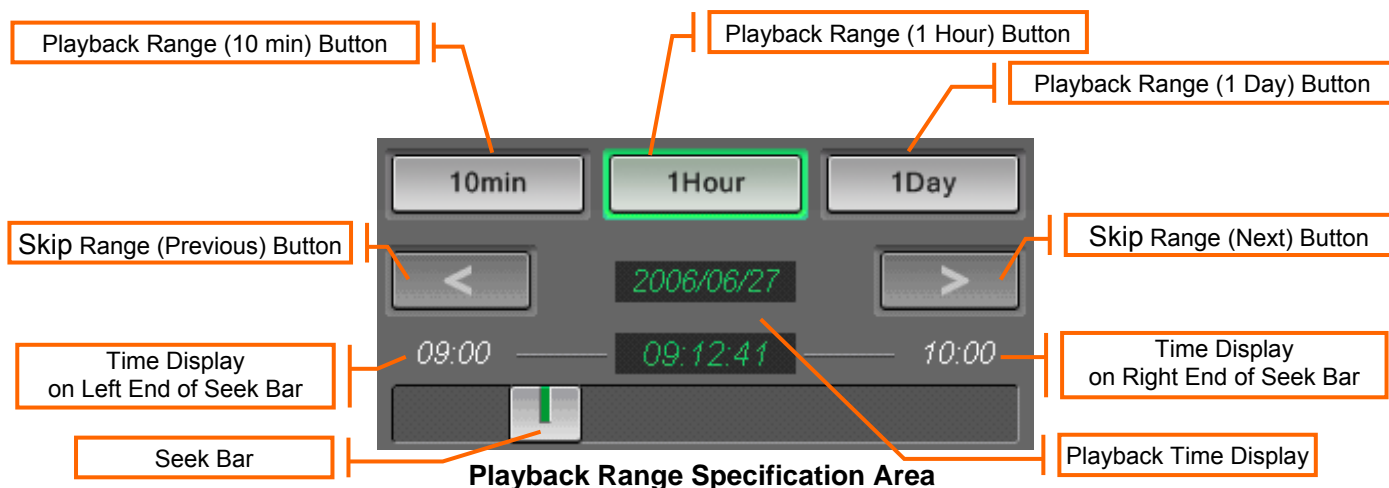 Playback Range (10 min) Button
Playback Range (1 Hour) Button
Playback Range (1 Day) Button
10min
1Hour
1Day
Skip Range (Previous) Button
Skip Range (Next) Button
<
2006/06/27
>
Time Display
on Left End of Seek Bar
09:00
09:12:41
10:00
Time Display
on Right End of Seek Bar
Seek Bar
Playback Time Display
Playback Range Specification Area